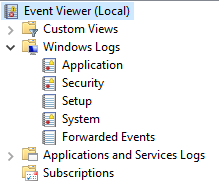 Event Viewer (Local)
Custom Views
Windows Logs
Application
Security
Setup
System
Forwarded Events
Applications and Services Logs
Subscriptions